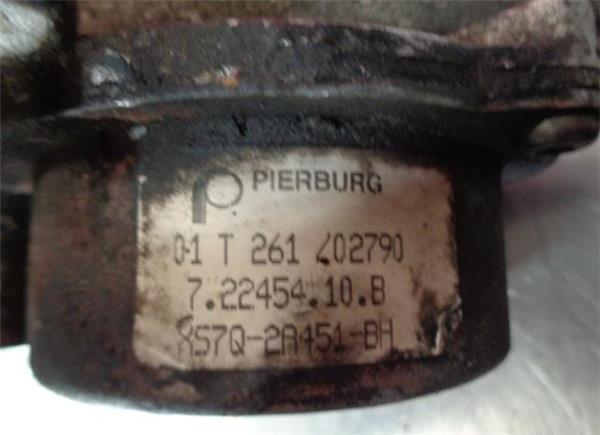 PIERBURG
01 T 261 402790
7.22454.10.B
XS7Q-2A451-BH